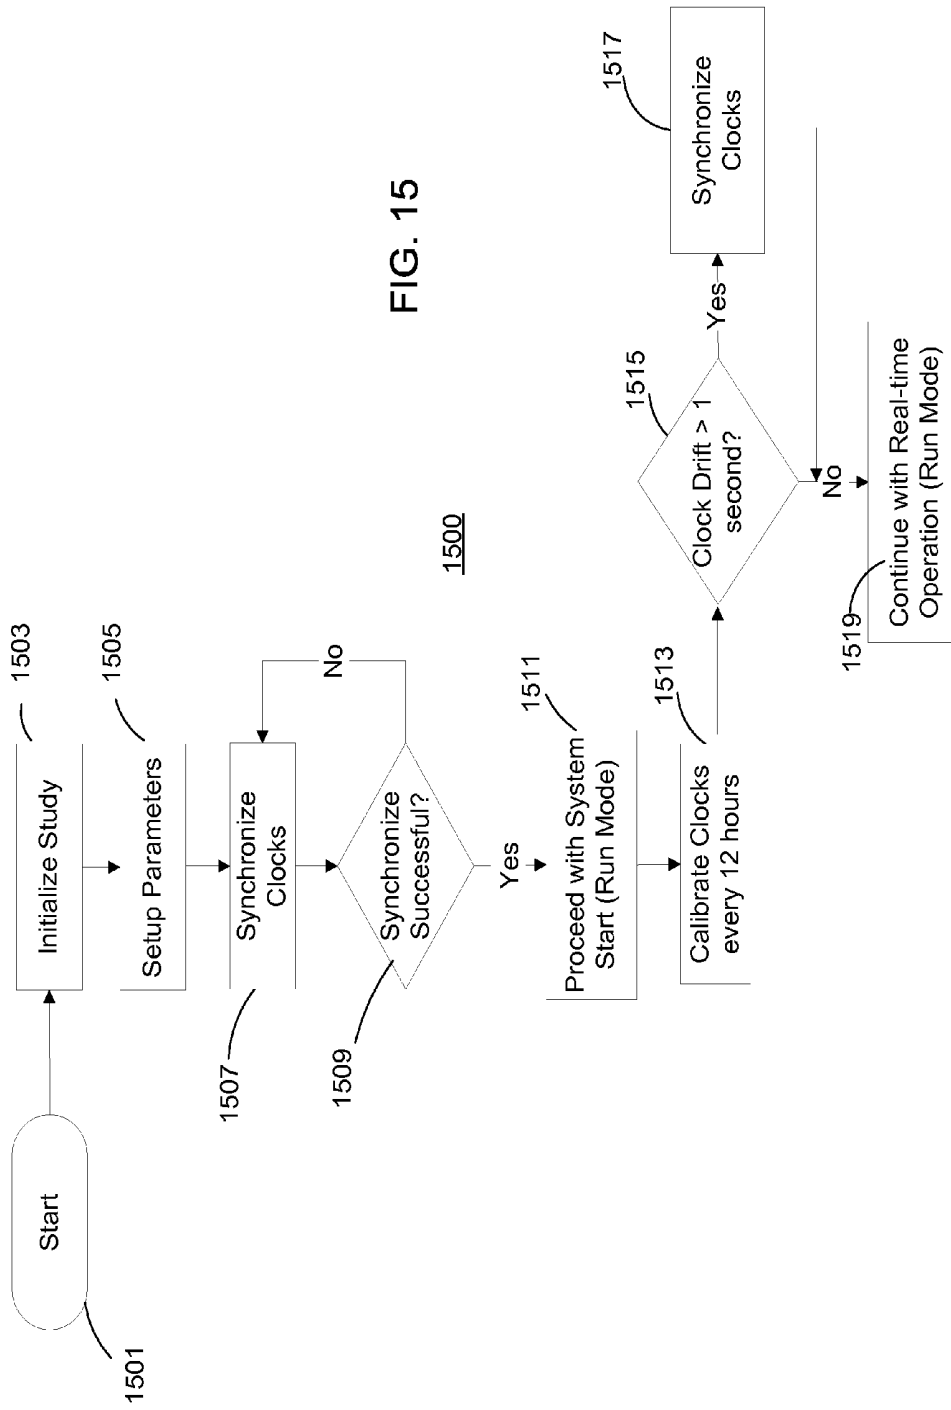 Start
1501
Initialize Study
1503
Setup Parameters
1505
Synchronize
Clocks
1507
Synchronize
Successful?
1509
No
Yes
Proceed with System
Start (Run Mode)
1511
Calibrate Clocks
every 12 hours
1513
1500
FIG. 15
Clock Drift > 1
second?
1515
Yes
Synchronize
Clocks
1517
No
Continue with Real-time
Operation (Run Mode)
1519